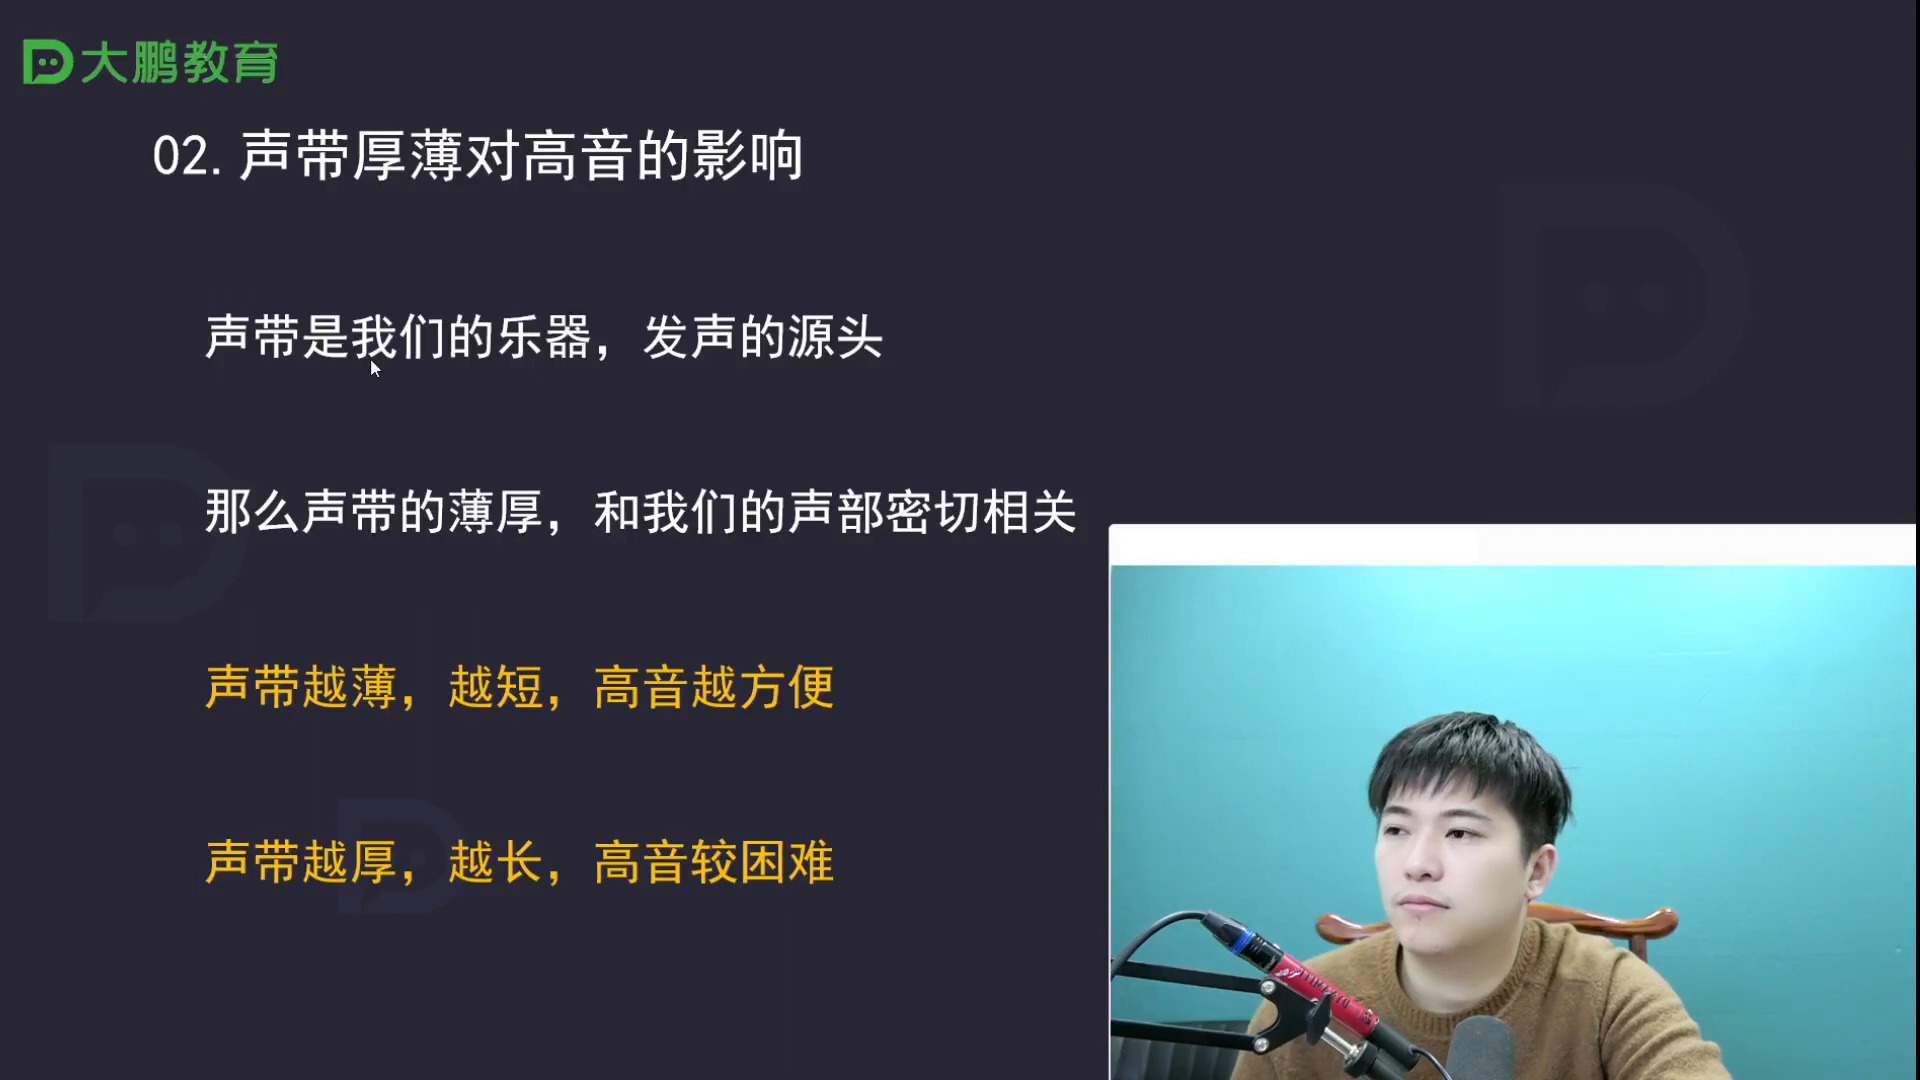 大鹏教育
02.声带厚薄对高音的影响
声带是我们的乐器，发声的源头
那么声带的薄厚，和我们的声部密切相关
声带越薄，越短，高音越方便
声带越厚，越长，高音较困难